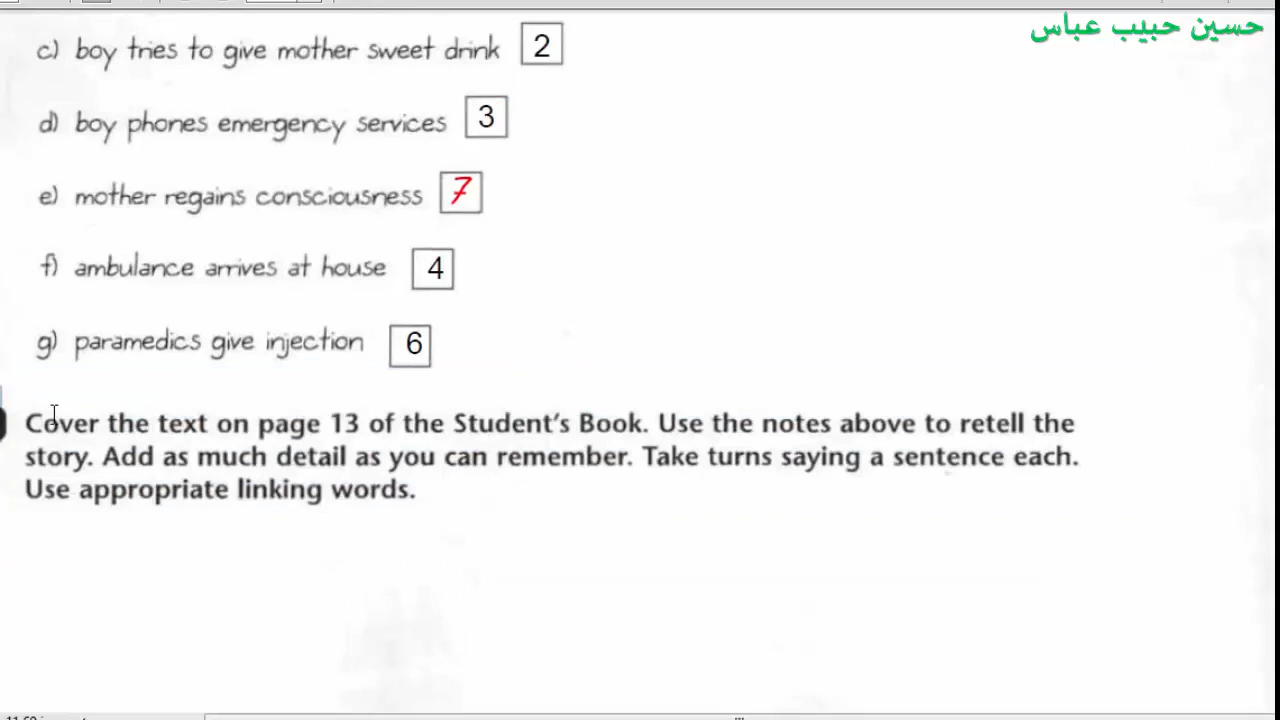 حسين حبيب عباس
c) boy tries to give mother sweet drink 2
d) boy phones emergency services 3
e) mother regains consciousness 7
f) ambulance arrives at house 4
g) paramedics give injection 6
Cover the text on page 13 of the Student's Book. Use the notes above to retell the
story. Add as much detail as you can remember. Take turns saying a sentence each.
Use appropriate linking words.